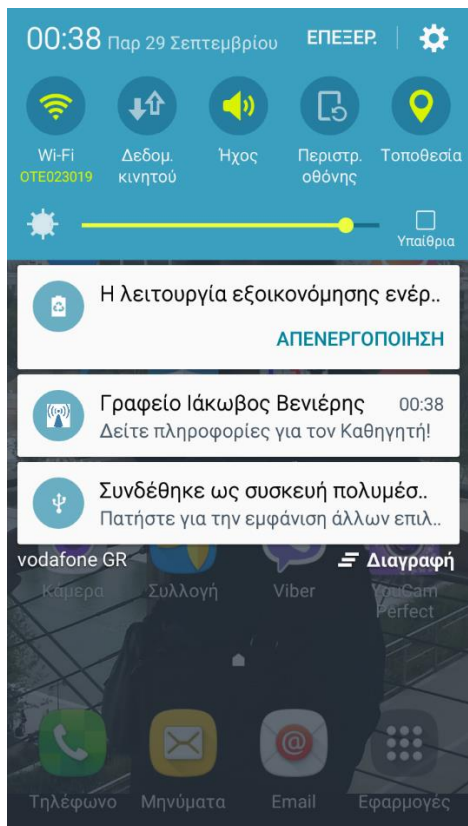 00:38 Παρ 29 Σεπτεμβρίου ΕΠΕΞΕΡ.
Wi-Fi
OTE023019
Δεδομ.
κινητού
Ήχος
Περιστρ.
οθόνης
Τοποθεσία
Υπαίθρια
Η λειτουργία εξοικονόμησης ενέρ..
ΑΠΕΝΕΡΓΟΠΟΙΗΣΗ
Γραφείο Ιάκωβος Βενιέρης 00:38
Δείτε πληροφορίες για τον Καθηγητή!
Συνδέθηκε ως συσκευή πολυμέσ..
Πατήστε για την εμφάνιση άλλων επιλ..
vodafone GR Διαγραφή
Κάμερα
Συλλογή
Viber
YouCam
Perfect
Τηλέφωνο
Μηνύματα
Email
Εφαρμογές